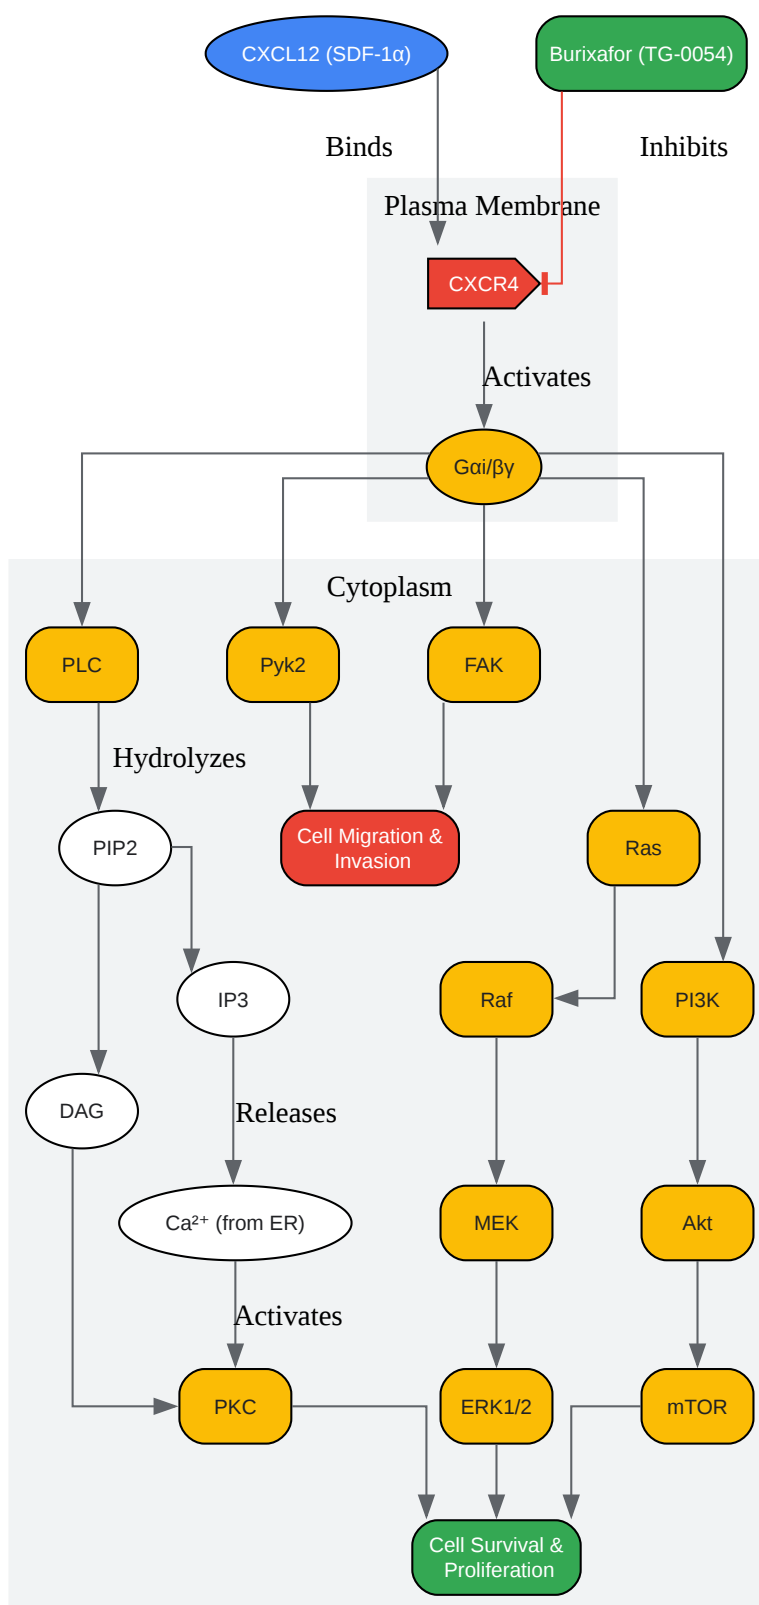 CXCL12 (SDF-1α)
Burixafor (TG-0054)
Binds
Inhibits
Plasma Membrane
CXCR4
Activates
Gαi/βγ
Cytoplasm
PLC
Pyk2
FAK
Hydrolyzes
PIP2
Cell Migration &
Invasion
Ras
IP3
Raf
PI3K
DAG
Releases
Ca²⁺ (from ER)
MEK
Akt
Activates
PKC
ERK1/2
mTOR
Cell Survival &
Proliferation